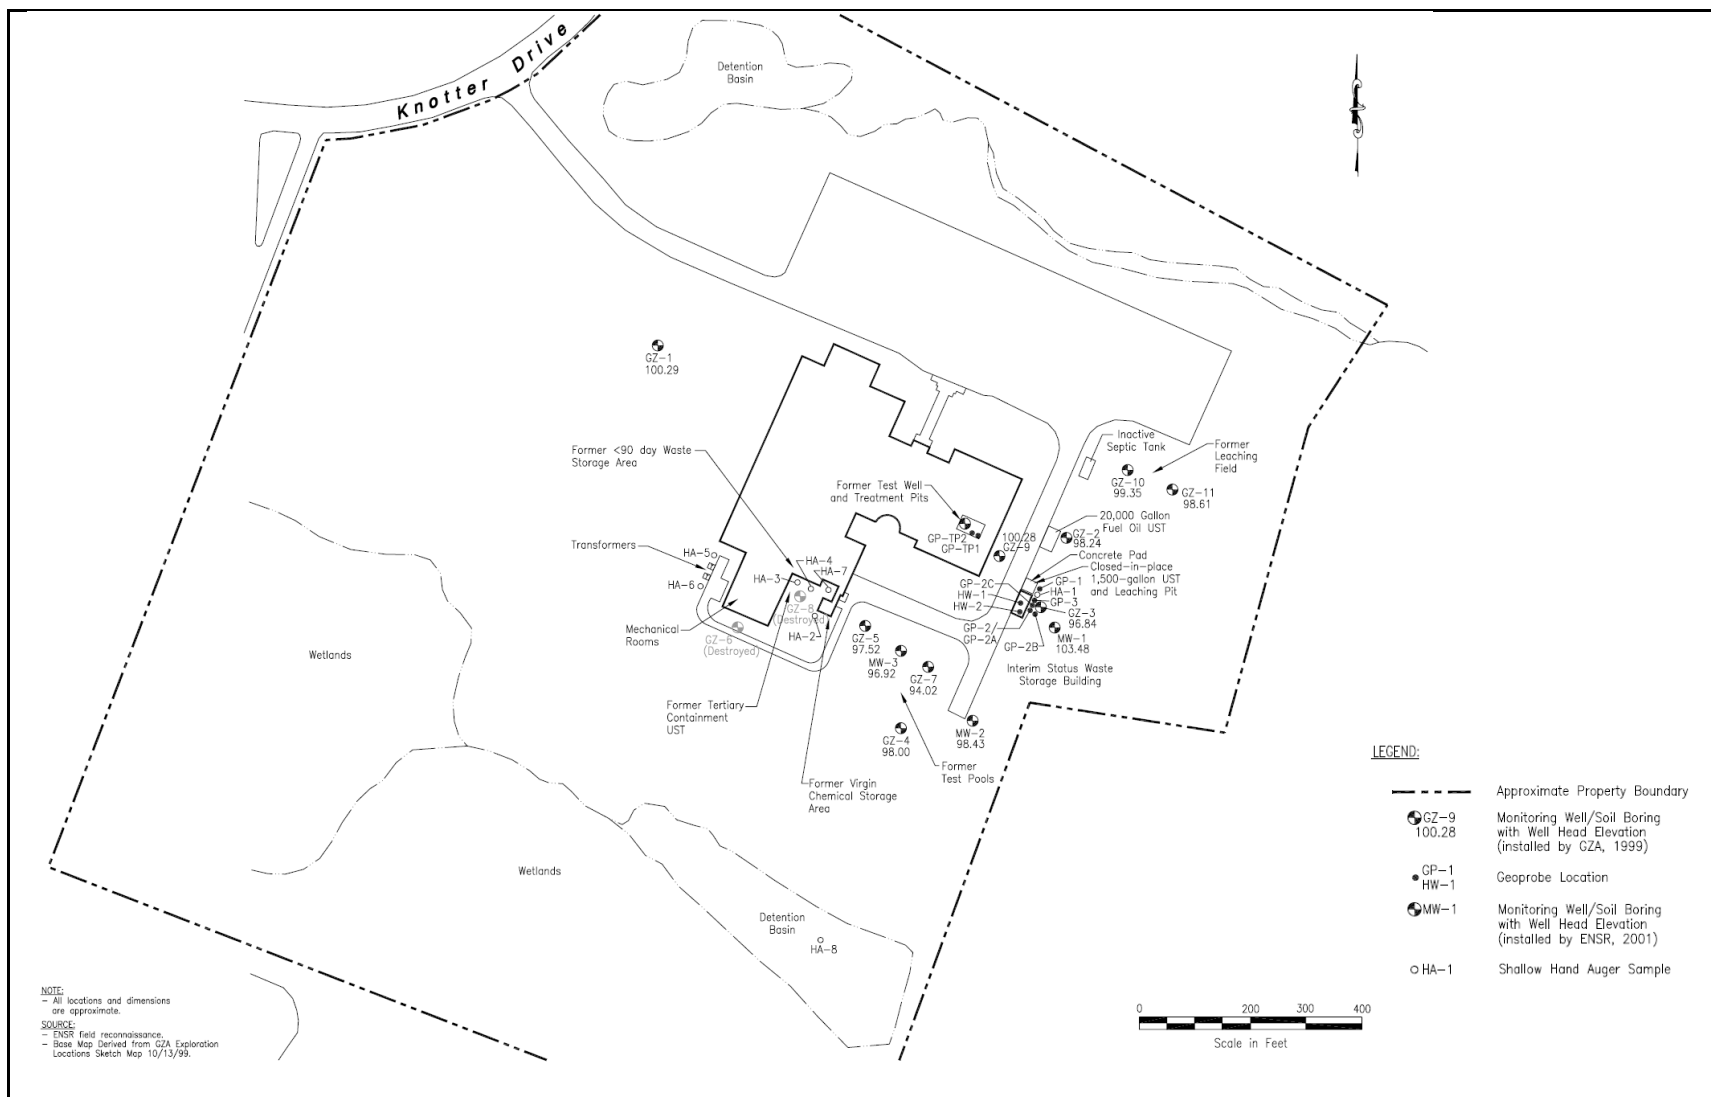 Knotter Drive
Detention
Basin
GZ-1
100.29
Former <90 day Waste
Storage Area
Inactive
Septic Tank
Former
Leaching
Field
GZ-10
99.35
GZ-11
98.61
Former Test Well
and Treatment Pits
GP-TP2
GP-TP1
100.28
GZ-9
20,000 Gallon
Fuel Oil UST
GZ-2
98.24
Concrete Pad
Closed-in-place
1,500-gallon UST
and Leaching Pit
Transformers
HA-5
HA-6
HA-4
HA-7
HA-3
GZ-8
(Destroyed)
HA-2
GZ-6
(Destroyed)
Mechanical
Rooms
GP-2C
HW-1
HW-2
GP-1
HA-1
GP-3
GZ-3
96.84
GP-2
GP-2A
GP-2B
MW-1
103.48
Interim Status Waste
Storage Building
GZ-5
97.52
MW-3
96.92
GZ-7
94.02
Wetlands
Former Tertiary
Containment
UST
GZ-4
98.00
MW-2
98.43
Former
Test Pools
Former Virgin
Chemical Storage
Area
Wetlands
Detention
Basin
HA-8
LEGEND:
Approximate Property Boundary
GZ-9
100.28
Monitoring Well/Soil Boring
with Well Head Elevation
(installed by GZA, 1999)
GP-1
HW-1
Geoprobe Location
MW-1
Monitoring Well/Soil Boring
with Well Head Elevation
(installed by ENSR, 2001)
HA-1
Shallow Hand Auger Sample
0 200 300 400
Scale in Feet
NOTE:
- All locations and dimensions
are approximate.
SOURCE:
- ENSR field reconnaissance.
- Base Map Derived from GZA Exploration
Locations Sketch Map 10/13/99.